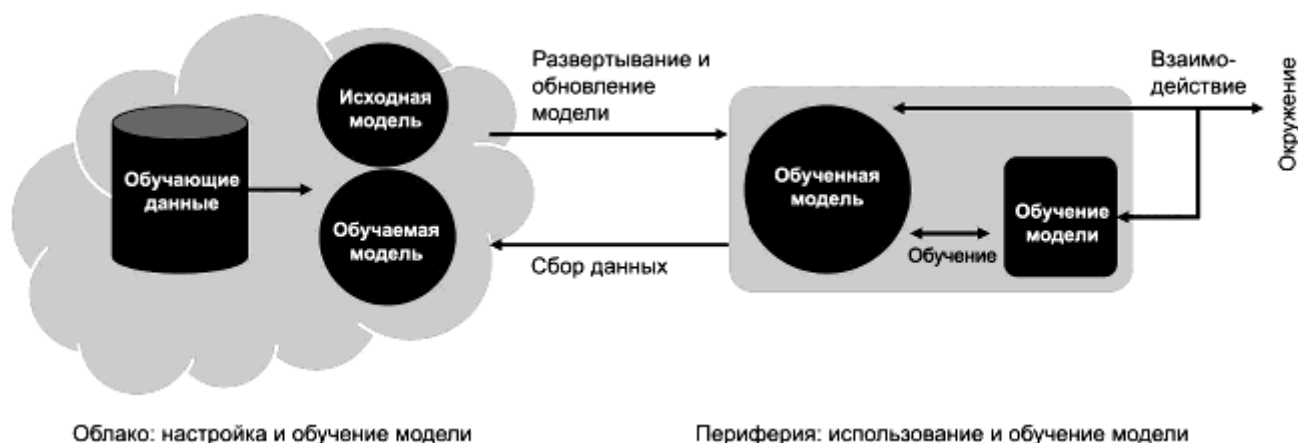 Исходная
модель
Обучающие
данные
Обучаемая
модель
Развертывание и
обновление
модели
Сбор данных
Обученная
модель
Обучение
Обучение
модели
Взаимо-
действие
Окружение
Облако: настройка и обучение модели
Периферия: использование и обучение модели